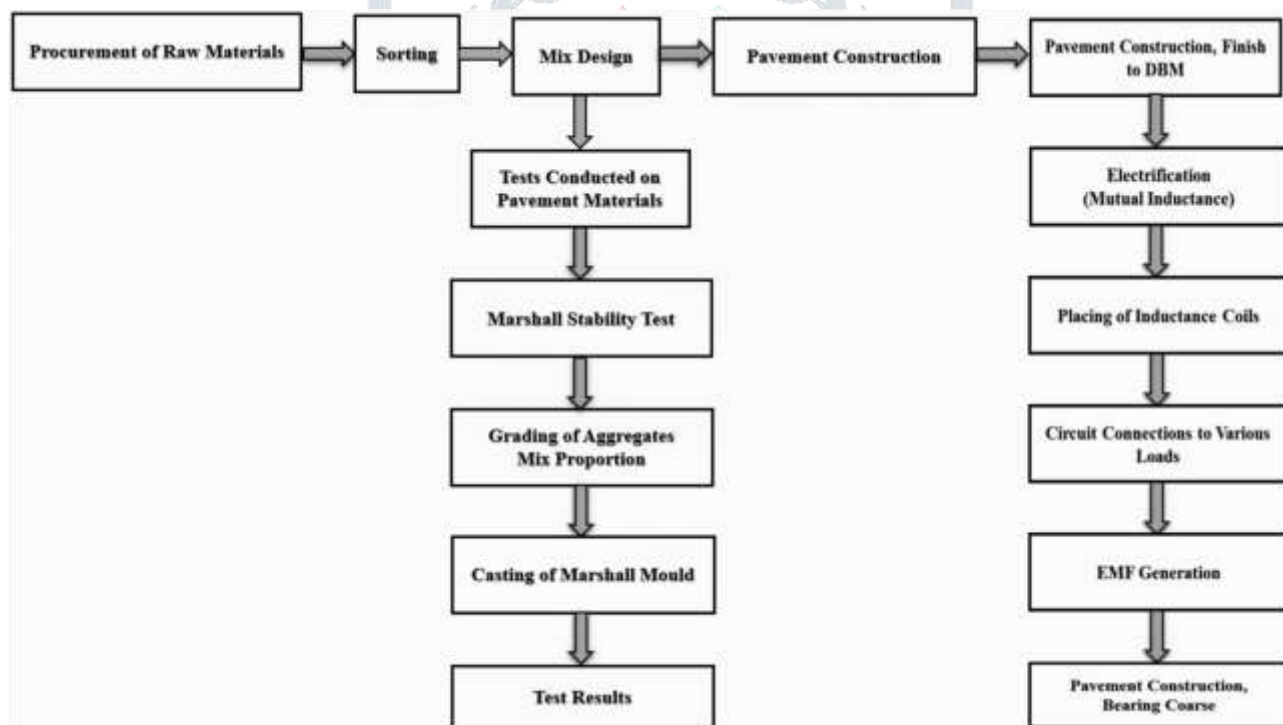 Procurement of Raw Materials
Sorting
Mix Design
Pavement Construction
Pavement Construction, Finish
to DBM
Tests Conducted on
Pavement Materials
Marshall Stability Test
Grading of Aggregates
Mix Proportion
Casting of Marshall Mould
Test Results
Electrification
(Mutual Inductance)
Placing of Inductance Coils
Circuit Connections to Various
Loads
EMF Generation
Pavement Construction,
Bearing Coarse